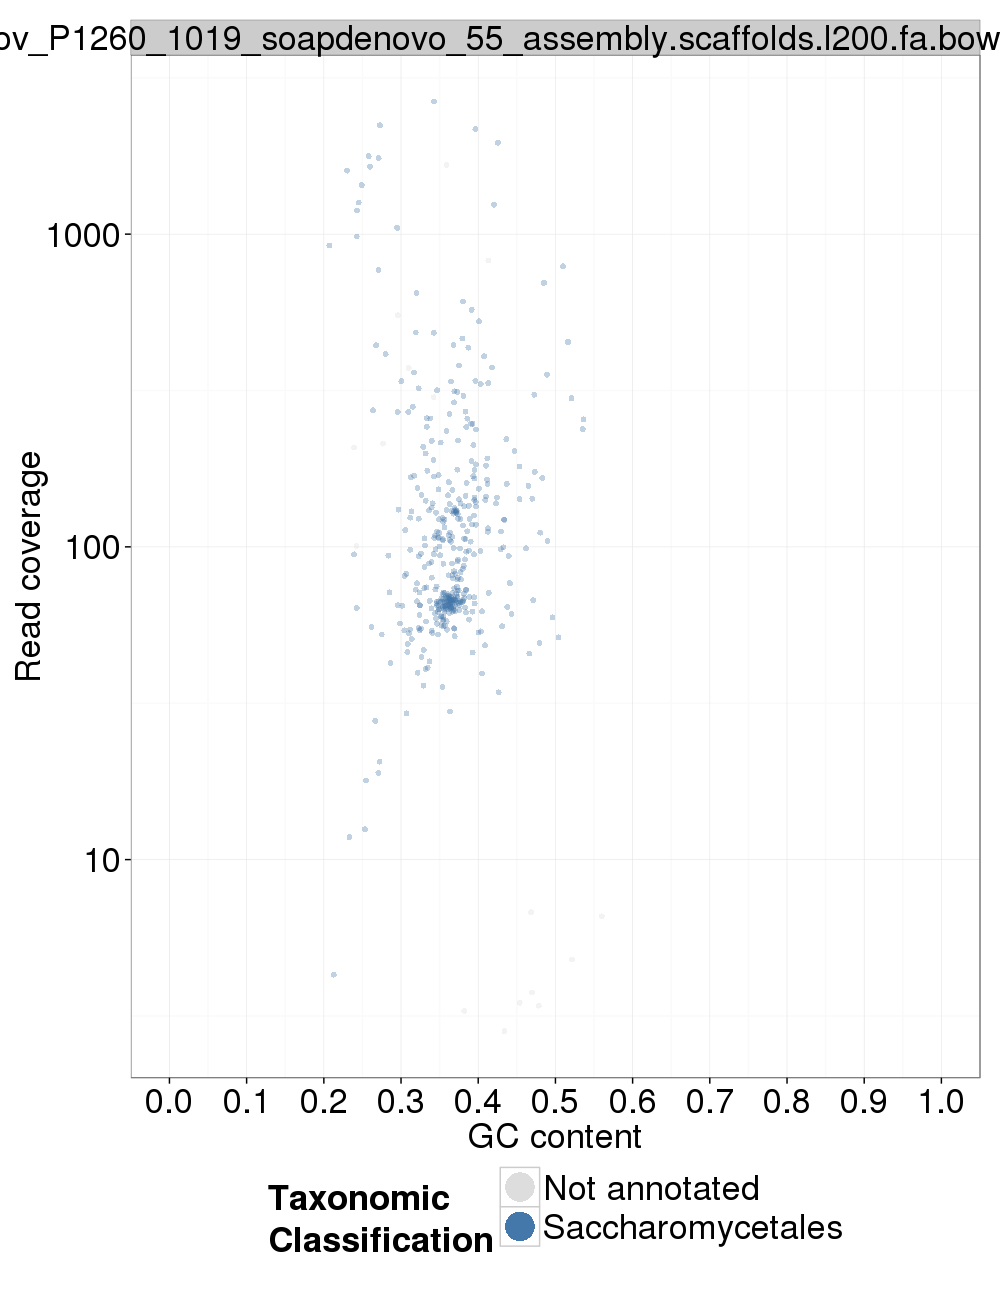 ov_P1260_1019_soapdenovo_55_assembly.scaffolds.l200.fa.bow
1000
100
10
Read coverage
0.0 0.1 0.2 0.3 0.4 0.5 0.6 0.7 0.8 0.9 1.0
GC content
Taxonomic
Classification
Not annotated
Saccharomycetales